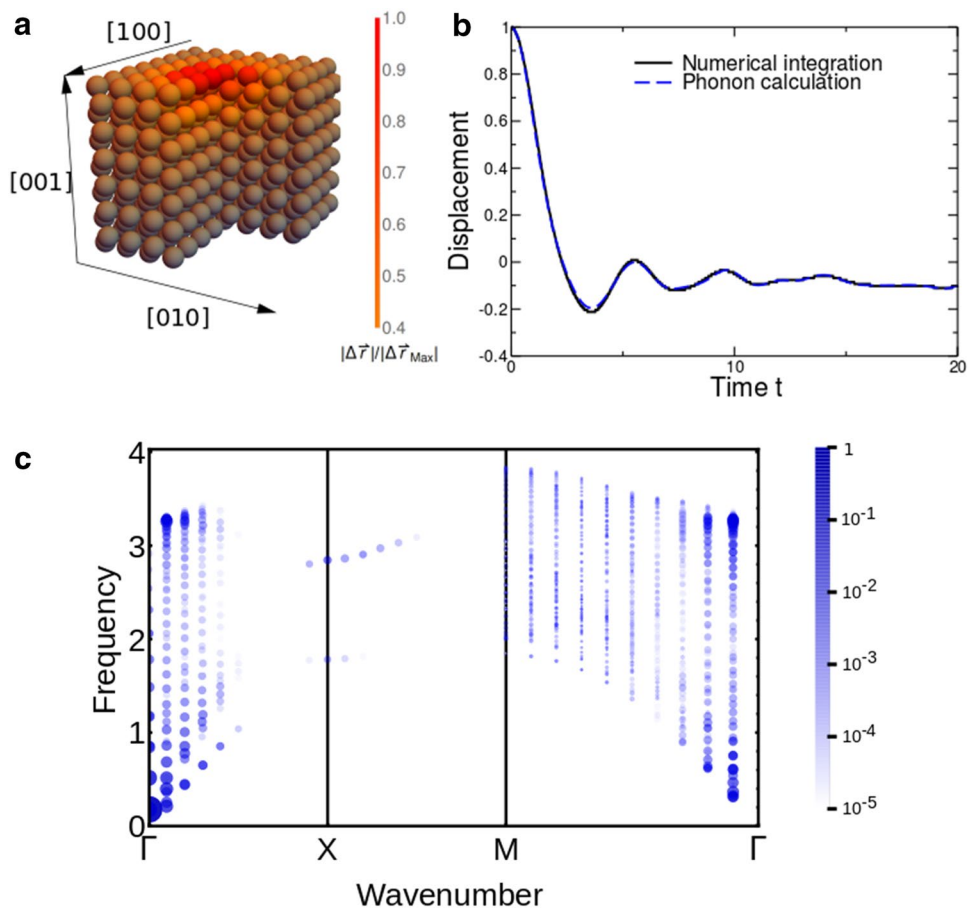 a
[100]
[001]
[010]
1.0
0.9
0.8
0.7
0.6
0.5
0.4
|Δr⃗|/|Δr⃗ Max|
b
Numerical integration
Phonon calculation
Displacement
1
0.8
0.6
0.4
0.2
0
-0.2
-0.4
0
10
20
Time t
c
Frequency
4
3
2
1
0
Γ
X
M
Γ
Wavenumber
1
10⁻¹
10⁻²
10⁻³
10⁻⁴
10⁻⁵